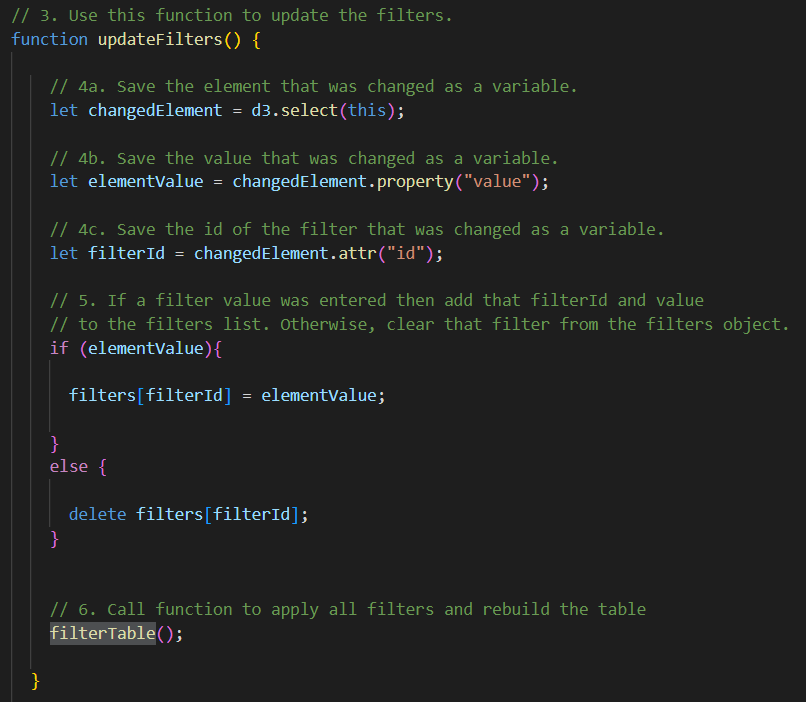 // 3. Use this function to update the filters.
function updateFilters() {
// 4a. Save the element that was changed as a variable.
let changedElement = d3.select(this);
// 4b. Save the value that was changed as a variable.
let elementValue = changedElement.property("value");
// 4c. Save the id of the filter that was changed as a variable.
let filterId = changedElement.attr("id");
// 5. If a filter value was entered then add that filterId and value
// to the filters list. Otherwise, clear that filter from the filters object.
if (elementValue){
filters[filterId] = elementValue;
}
else {
delete filters[filterId];
}
// 6. Call function to apply all filters and rebuild the table
filterTable();
}